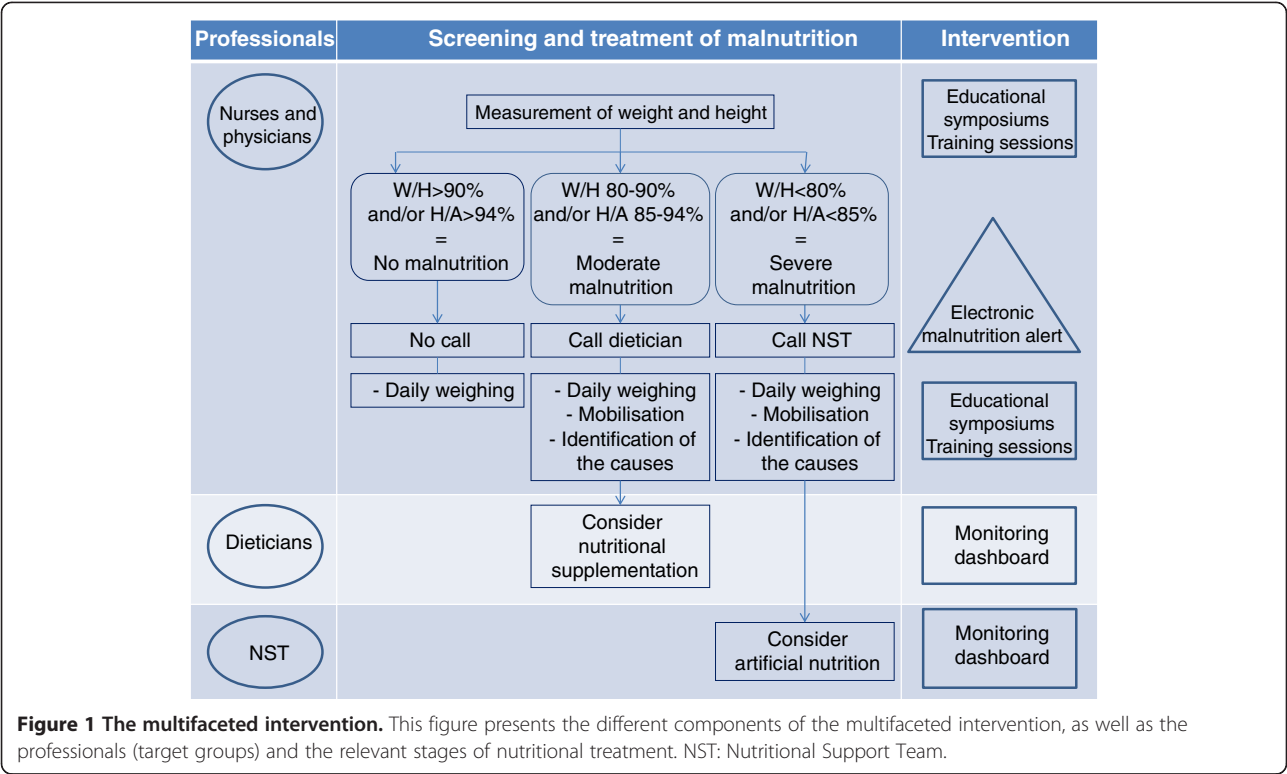 Professionals
Screening and treatment of malnutrition
Intervention
Nurses and
physicians
Measurement of weight and height
Educational
symposiums
Training sessions
W/H>90%
and/or H/A>94%
=
No malnutrition
W/H 80-90%
and/or H/A 85-94%
=
Moderate
malnutrition
W/H<80%
and/or H/A<85%
=
Severe
malnutrition
Electronic
malnutrition alert
No call
Call dietician
Call NST
- Daily weighing
- Daily weighing
- Mobilisation
- Identification of
the causes
- Daily weighing
- Mobilisation
- Identification of
the causes
Educational
symposiums
Training sessions
Dieticians
Consider
nutritional
supplementation
Monitoring
dashboard
NST
Consider
artificial nutrition
Monitoring
dashboard
Figure 1 The multifaceted intervention. This figure presents the different components of the multifaceted intervention, as well as the
professionals (target groups) and the relevant stages of nutritional treatment. NST: Nutritional Support Team.